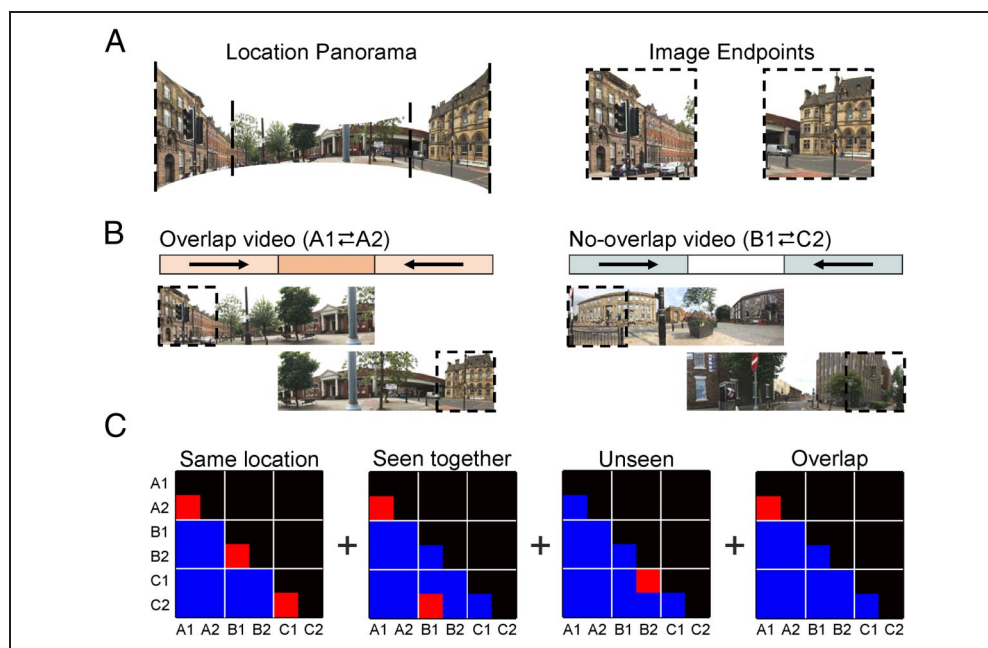 A
Location Panorama Image Endpoints
B
Overlap video (A1⇄A2) No-overlap video (B1⇄C2)
C
Same location Seen together Unseen Overlap
A1
A2
B1
B2
C1
C2
+ + +
A1 A2 B1 B2 C1 C2 A1 A2 B1 B2 C1 C2 A1 A2 B1 B2 C1 C2 A1 A2 B1 B2 C1 C2